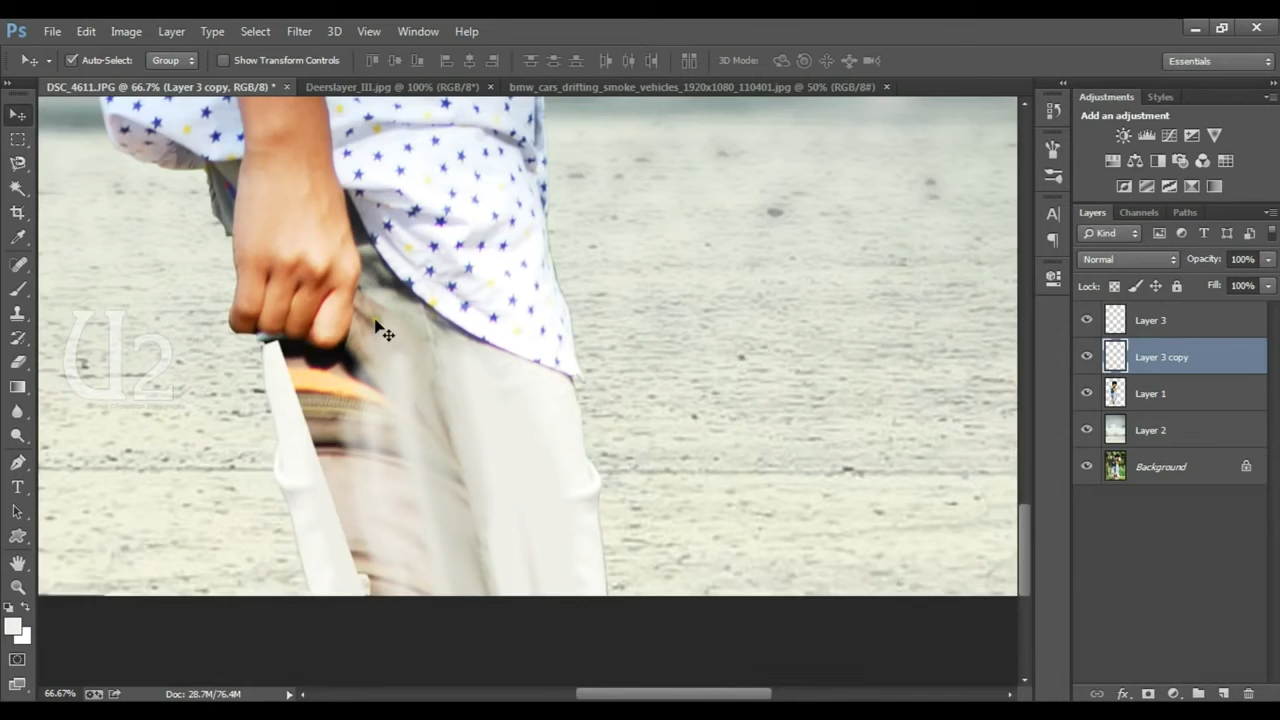 Ps File Edit Image Layer Type Select Filter 3D View Window Help
Auto-Select: Group Show Transform Controls 3D Mode: Essentials
DSC_4611.JPG @ 66.7% (Layer 3 copy, RGB/8) * × Deerslayer_III.jpg @ 100% (RGB/8*) × bmw_cars_drifting_smoke_vehicles_1920x1080_110401.jpg @ 50% (RGB/8#) ×
Adjustments Styles
Add an adjustment
Layers Channels Paths
Kind
Normal Opacity: 100%
Lock: Fill: 100%
Layer 3
Layer 3 copy
Layer 1
Layer 2
Background
U2
66.67% Doc: 28.7M/76.4M